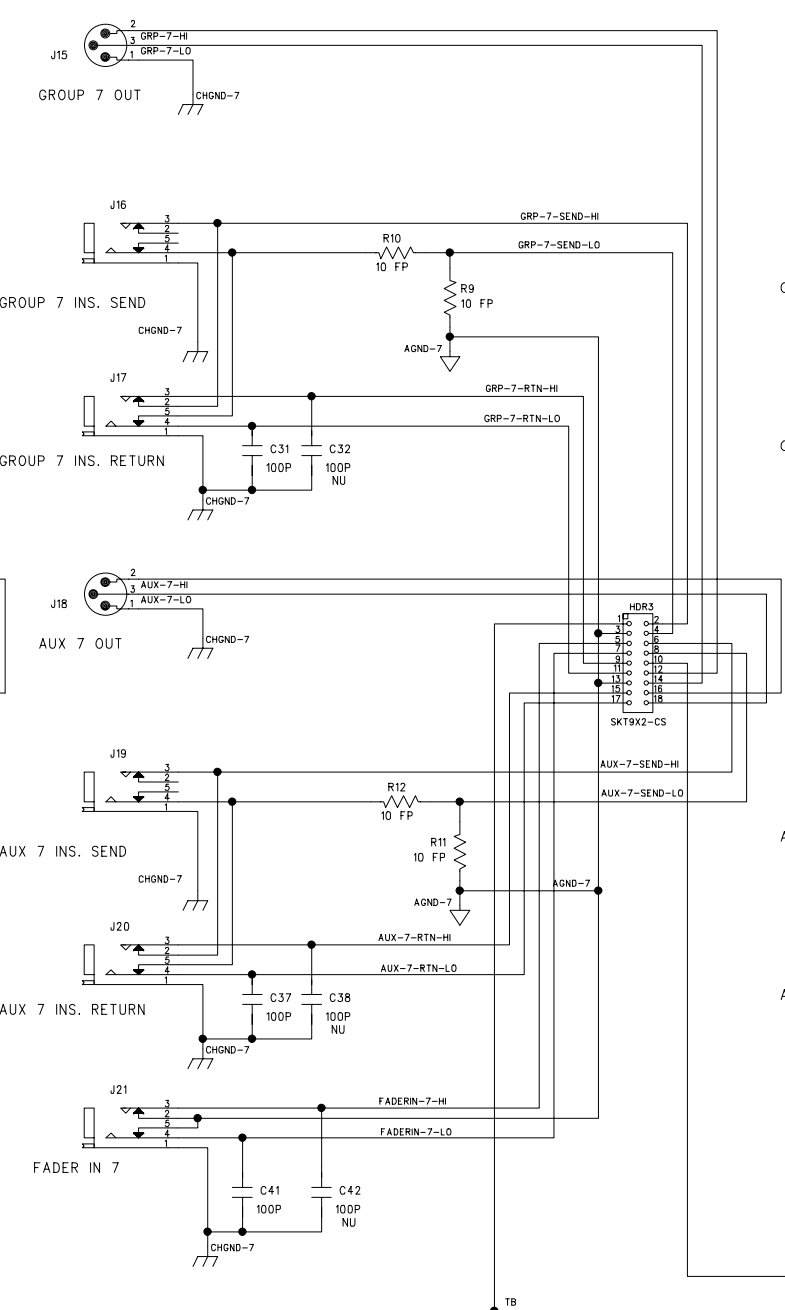 2
GRP-7-HI
3
J15
GRP-7-LO
1
GROUP 7 OUT
CHGND-7
J16
3
2
5
4
1
GRP-7-SEND-HI
R10
10 FP
GRP-7-SEND-LO
R9
10 FP
GROUP 7 INS. SEND
CHGND-7
AGND-7
J17
3
2
5
4
1
GRP-7-RTN-HI
GRP-7-RTN-LO
C31
100P
C32
100P
NU
GROUP 7 INS. RETURN
CHGND-7
2
AUX-7-HI
3
J18
AUX-7-LO
1
AUX 7 OUT
CHGND-7
HDR3
1 2
3 4
5 6
7 8
9 10
11 12
13 14
15 16
17 18
SKT9X2-CS
J19
3
2
5
4
1
AUX-7-SEND-HI
R12
10 FP
AUX-7-SEND-LO
R11
10 FP
AUX 7 INS. SEND
CHGND-7
AGND-7
AGND-7
J20
3
2
5
4
1
AUX-7-RTN-HI
AUX-7-RTN-LO
C37
100P
C38
100P
NU
AUX 7 INS. RETURN
CHGND-7
J21
3
2
5
4
1
FADERIN-7-HI
FADERIN-7-LO
FADER IN 7
C41
100P
C42
100P
NU
CHGND-7
TB